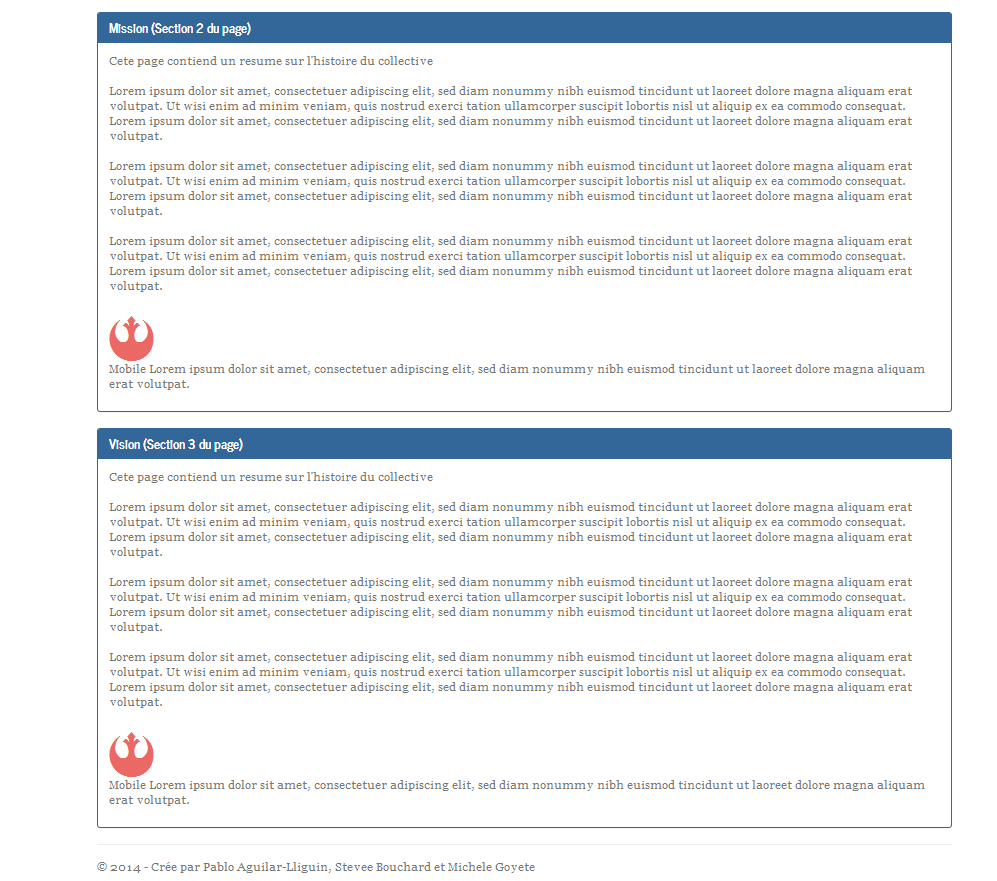 Mission (Section 2 du page)
Cete page contiend un resume sur l'histoire du collective
Lorem ipsum dolor sit amet, consectetuer adipiscing elit, sed diam nonummy nibh euismod tincidunt ut laoreet dolore magna aliquam erat
volutpat. Ut wisi enim ad minim veniam, quis nostrud exerci tation ullamcorper suscipit lobortis nisl ut aliquip ex ea commodo consequat.
Lorem ipsum dolor sit amet, consectetuer adipiscing elit, sed diam nonummy nibh euismod tincidunt ut laoreet dolore magna aliquam erat
volutpat.
Lorem ipsum dolor sit amet, consectetuer adipiscing elit, sed diam nonummy nibh euismod tincidunt ut laoreet dolore magna aliquam erat
volutpat. Ut wisi enim ad minim veniam, quis nostrud exerci tation ullamcorper suscipit lobortis nisl ut aliquip ex ea commodo consequat.
Lorem ipsum dolor sit amet, consectetuer adipiscing elit, sed diam nonummy nibh euismod tincidunt ut laoreet dolore magna aliquam erat
volutpat.
Lorem ipsum dolor sit amet, consectetuer adipiscing elit, sed diam nonummy nibh euismod tincidunt ut laoreet dolore magna aliquam erat
volutpat. Ut wisi enim ad minim veniam, quis nostrud exerci tation ullamcorper suscipit lobortis nisl ut aliquip ex ea commodo consequat.
Lorem ipsum dolor sit amet, consectetuer adipiscing elit, sed diam nonummy nibh euismod tincidunt ut laoreet dolore magna aliquam erat
volutpat.
Mobile Lorem ipsum dolor sit amet, consectetuer adipiscing elit, sed diam nonummy nibh euismod tincidunt ut laoreet dolore magna aliquam
erat volutpat.
Vision (Section 3 du page)
Cete page contiend un resume sur l'histoire du collective
Lorem ipsum dolor sit amet, consectetuer adipiscing elit, sed diam nonummy nibh euismod tincidunt ut laoreet dolore magna aliquam erat
volutpat. Ut wisi enim ad minim veniam, quis nostrud exerci tation ullamcorper suscipit lobortis nisl ut aliquip ex ea commodo consequat.
Lorem ipsum dolor sit amet, consectetuer adipiscing elit, sed diam nonummy nibh euismod tincidunt ut laoreet dolore magna aliquam erat
volutpat.
Lorem ipsum dolor sit amet, consectetuer adipiscing elit, sed diam nonummy nibh euismod tincidunt ut laoreet dolore magna aliquam erat
volutpat. Ut wisi enim ad minim veniam, quis nostrud exerci tation ullamcorper suscipit lobortis nisl ut aliquip ex ea commodo consequat.
Lorem ipsum dolor sit amet, consectetuer adipiscing elit, sed diam nonummy nibh euismod tincidunt ut laoreet dolore magna aliquam erat
volutpat.
Lorem ipsum dolor sit amet, consectetuer adipiscing elit, sed diam nonummy nibh euismod tincidunt ut laoreet dolore magna aliquam erat
volutpat. Ut wisi enim ad minim veniam, quis nostrud exerci tation ullamcorper suscipit lobortis nisl ut aliquip ex ea commodo consequat.
Lorem ipsum dolor sit amet, consectetuer adipiscing elit, sed diam nonummy nibh euismod tincidunt ut laoreet dolore magna aliquam erat
volutpat.
Mobile Lorem ipsum dolor sit amet, consectetuer adipiscing elit, sed diam nonummy nibh euismod tincidunt ut laoreet dolore magna aliquam
erat volutpat.
© 2014 - Crée par Pablo Aguilar-Lliguin, Stevee Bouchard et Michele Goyete